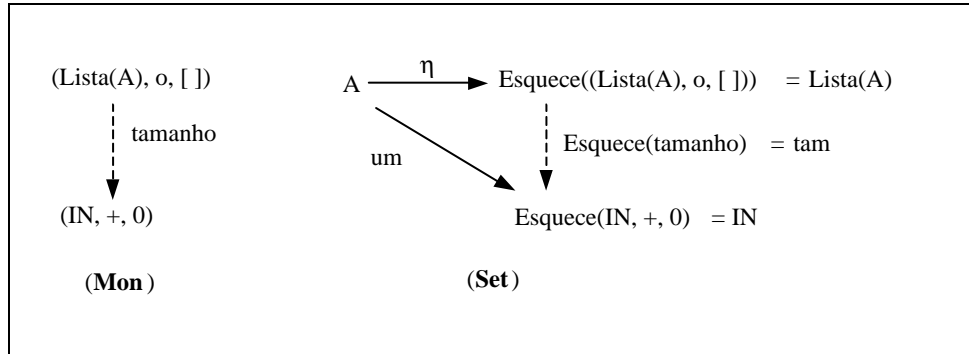 (Lista(A), o, [ ])
tamanho
(IN, +, 0)
(Mon)
A
η
Esquece((Lista(A), o, [ ])) = Lista(A)
um
Esquece(tamanho) = tam
Esquece(IN, +, 0) = IN
(Set)